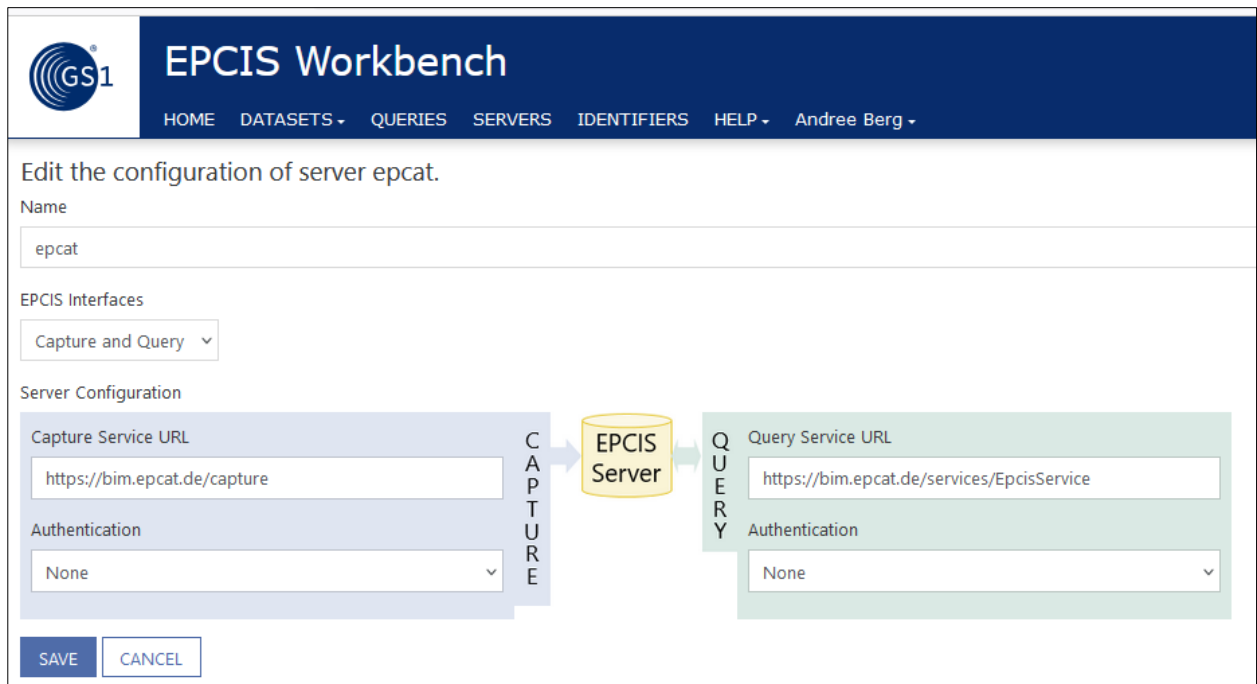 GS1
®
EPCIS Workbench
HOME DATASETS QUERIES SERVERS IDENTIFIERS HELP Andree Berg
Edit the configuration of server epcat.
Name
epcat
EPCIS Interfaces
Capture and Query
Server Configuration
Capture Service URL
https://bim.epcat.de/capture
Authentication
None
CAPTURE
EPCIS
Server
QUERY
Query Service URL
https://bim.epcat.de/services/EpcisService
Authentication
None
SAVE CANCEL